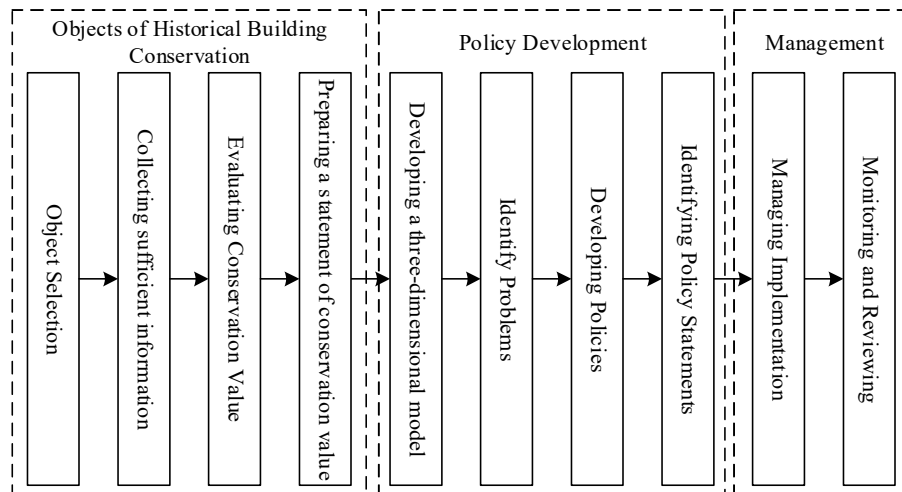 Objects of Historical Building
Conservation
Object Selection
Collecting sufficient information
Evaluating Conservation Value
Preparing a statement of conservation value
Policy Development
Developing a three-dimensional model
Identify Problems
Developing Policies
Identifying Policy Statements
Management
Managing Implementation
Monitoring and Reviewing